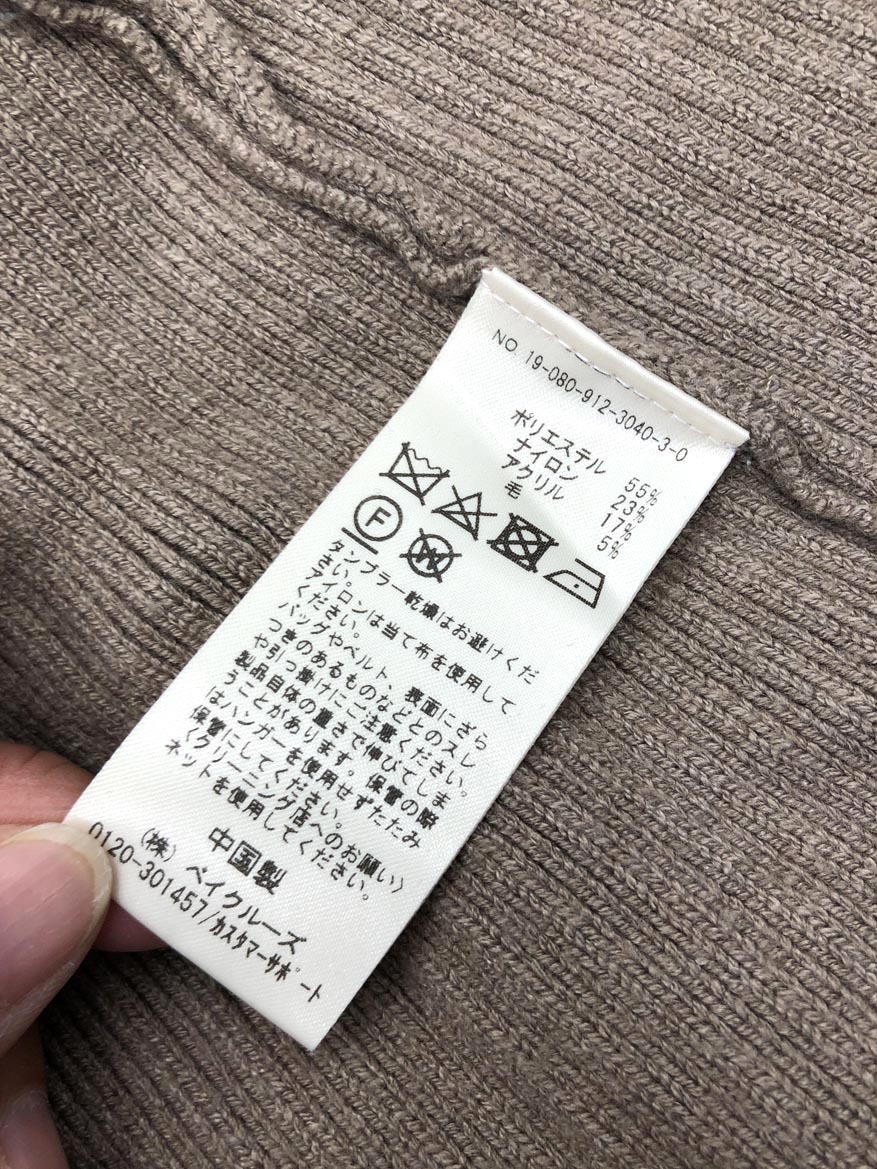 NO. 19-080-912-3040-3-0
ポリエステル 55%
ナイロン 23%
アクリル 17%
毛 5%
F
W
タンブラー乾燥はお避けくだ
さい。
アイロンは当て布を使用して
ください。
バッグやベルト、表面にざら
つきのあるものなどとのスレ
や引っ掛けにご注意ください。
製品自体の重さで伸びてしま
うことがあります。保管の際
はハンガーを使用せずたたみ
保管にしてください。
くクリーニング店へのお願い〉
ネットを使用してください。
中国製
(株) ベイクルーズ
0120-301457/カスタマーサポート